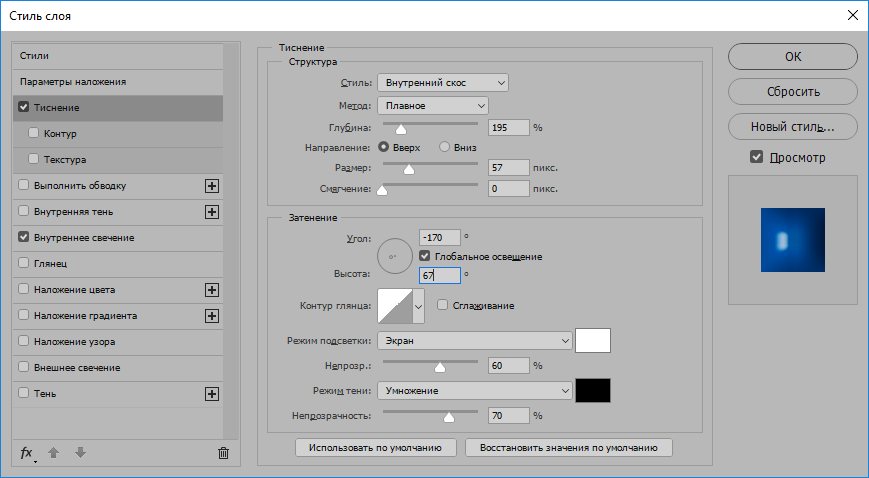 Стиль слоя
Стили
Параметры наложения
Тиснение
Контур
Текстура
Выполнить обводку
Внутренняя тень
Внутреннее свечение
Глянец
Наложение цвета
Наложение градиента
Наложение узора
Внешнее свечение
Тень
fx
Тиснение
Структура
Стиль: Внутренний скос
Метод: Плавное
Глубина: 195 %
Направление: Вверх Вниз
Размер: 57 пикс.
Смягчение: 0 пикс.
Затенение
Угол: -170 °
Глобальное освещение
Высота: 67 °
Контур глянца: Сглаживание
Режим подсветки: Экран
Непрозр.: 60 %
Режим тени: Умножение
Непрозрачность: 70 %
Использовать по умолчанию Восстановить значения по умолчанию
ОК
Сбросить
Новый стиль...
Просмотр